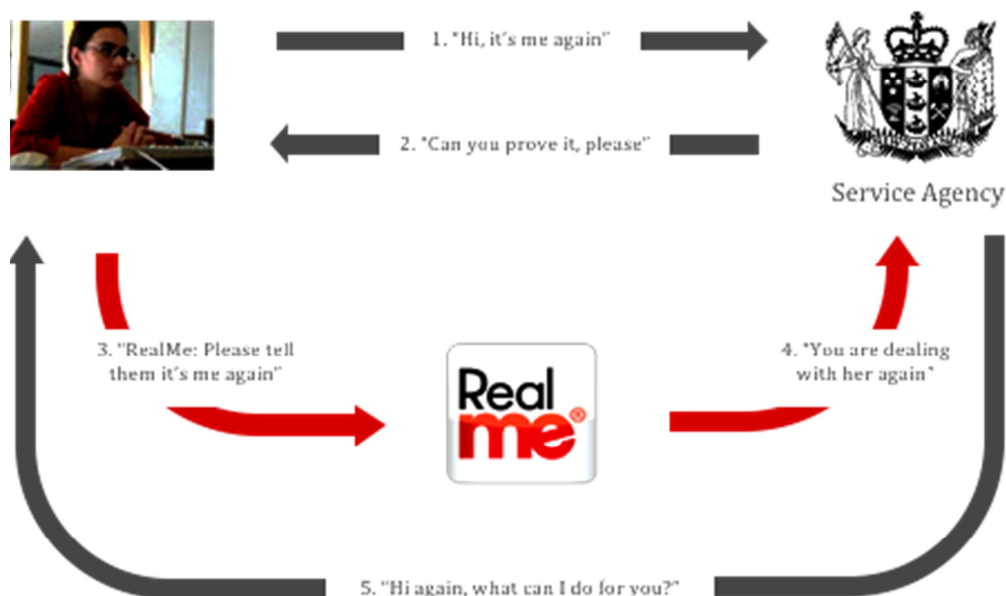 1. "Hi, it's me again"
2. "Can you prove it, please"
Service Agency
3. "RealMe: Please tell
them it's me again"
Real
me®
4. "You are dealing
with her again"
5. "Hi again, what can I do for you?"